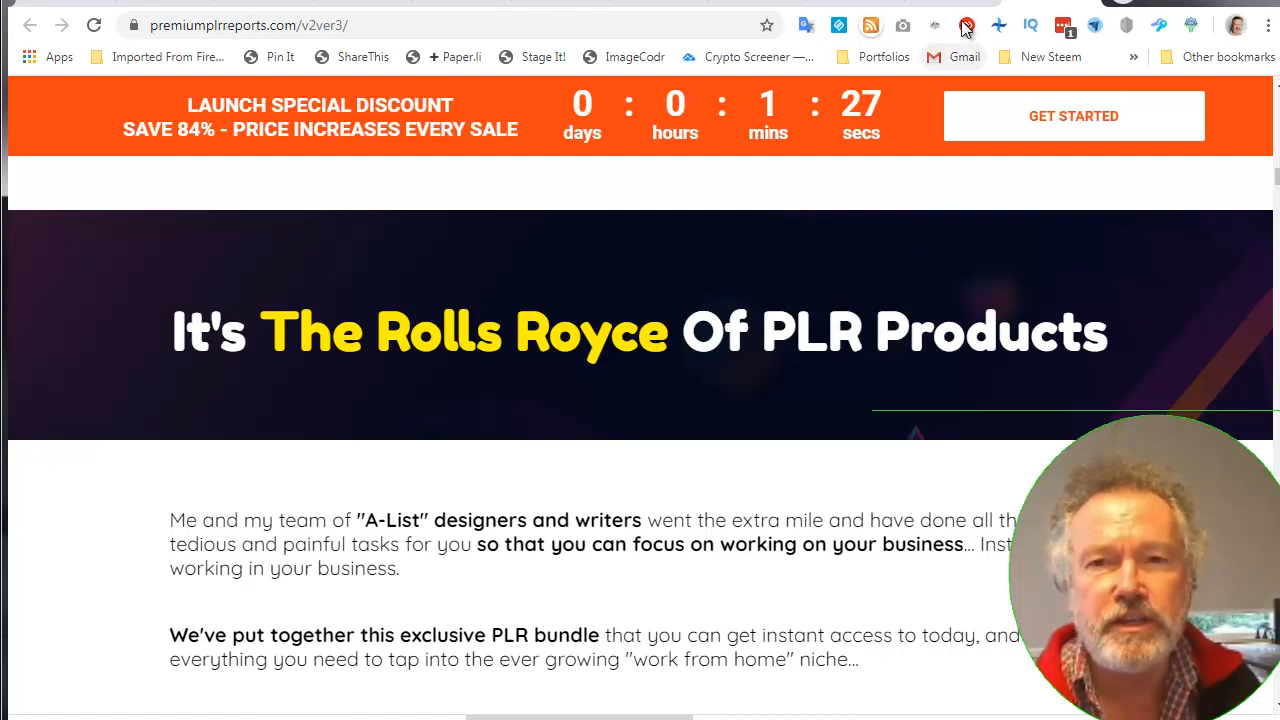 premiumplrreports.com/v2ver3/
1
Apps
Imported From Fire...
Pin It
ShareThis
+ Paper.li
Stage It!
ImageCodr
Crypto Screener —...
Portfolios
Gmail
New Steem
»
Other bookmarks
LAUNCH SPECIAL DISCOUNT
SAVE 84% - PRICE INCREASES EVERY SALE
0 : 0 : 1 : 27
days hours mins secs
GET STARTED
It's The Rolls Royce Of PLR Products
Me and my team of "A-List" designers and writers went the extra mile and have done all
tedious and painful tasks for you so that you can focus on working on your business...
working in your business.
We've put together this exclusive PLR bundle that you can get instant access to today, and
everything you need to tap into the ever growing "work from home" niche...